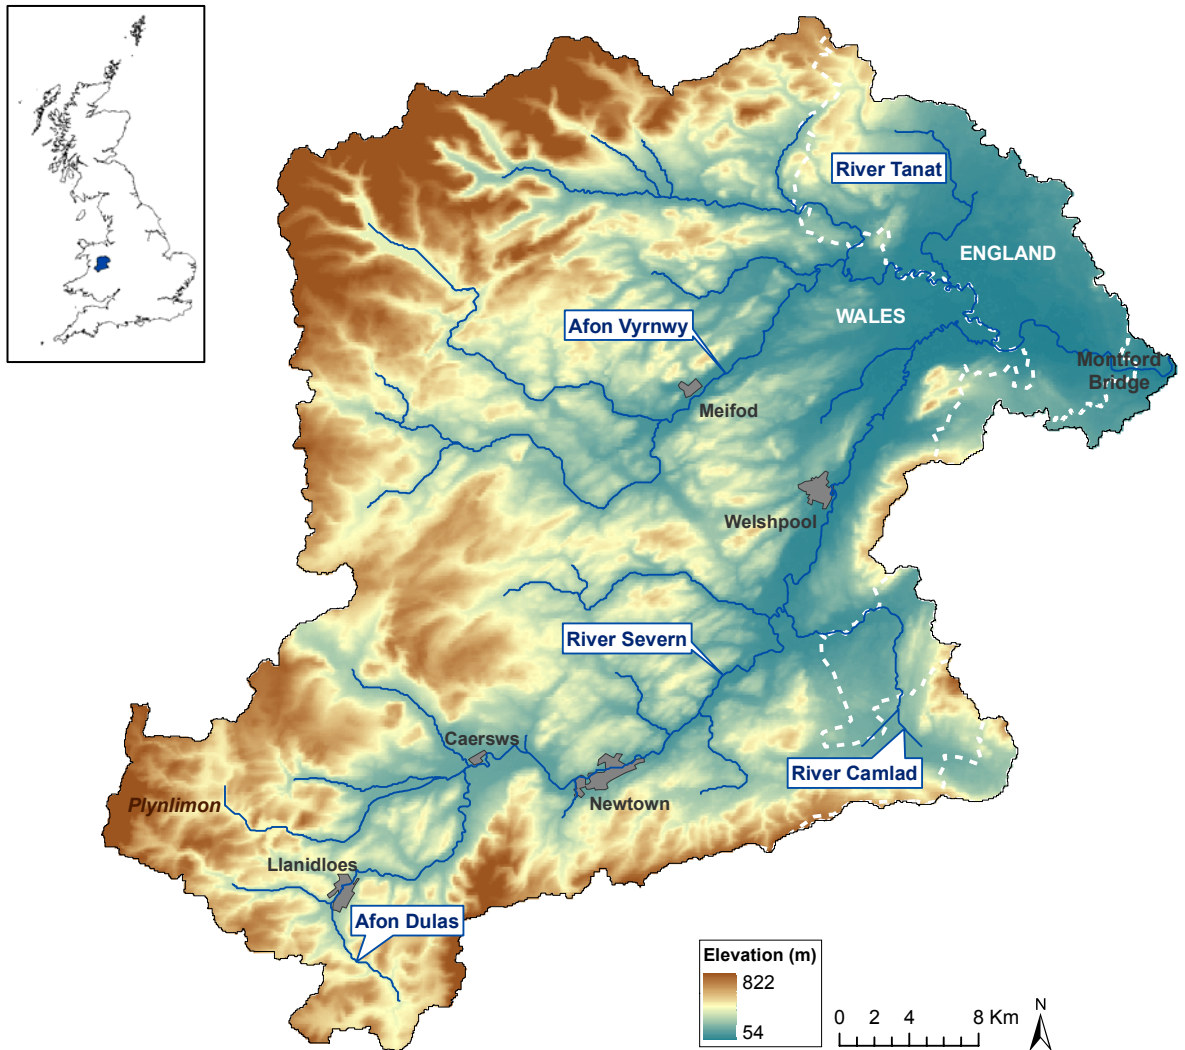 River Tanat
ENGLAND
WALES
Afon Vyrnwy
Montford
Bridge
Meifod
Welshpool
River Severn
Caersws
River Camlad
Plynlimon
Newtown
Llanidloes
Afon Dulas
Elevation (m)
822
54
0 2 4 8 Km
N